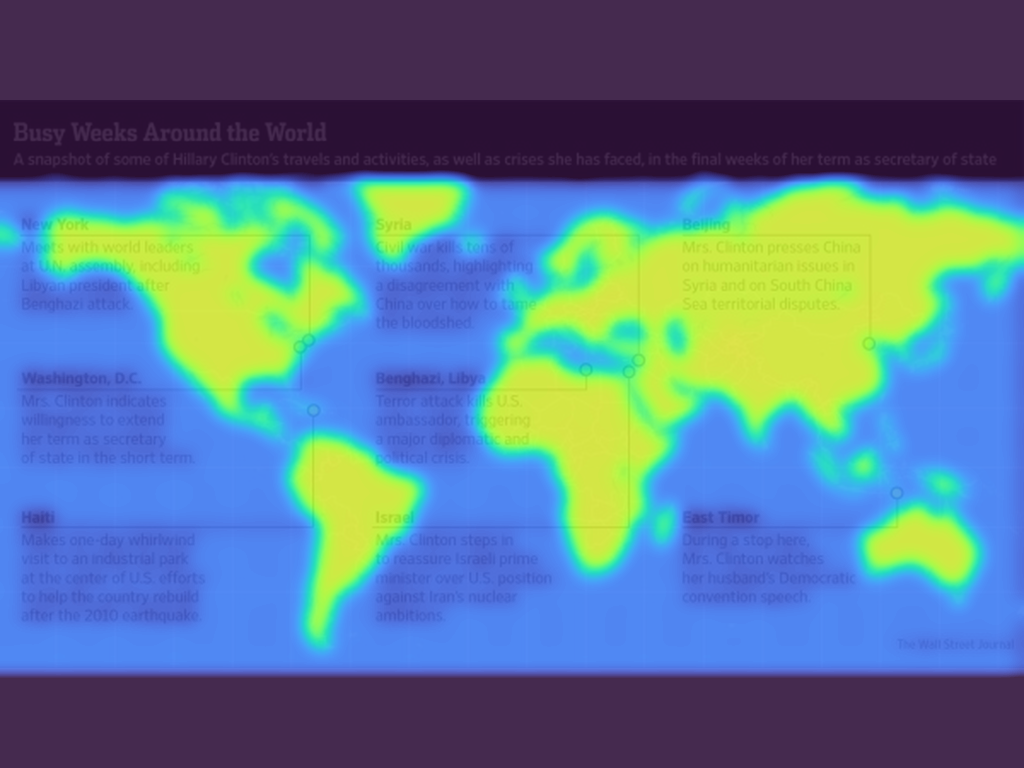 Busy Weeks Around the World
A snapshot of some of Hillary Clinton's travels and activities, as well as crises she has faced, in the final weeks of her term as secretary of state
New York
Meets with world leaders
at U.N. assembly, including
Libyan president after
Benghazi attack.
Syria
Civil war kills tens of
thousands, highlighting
a disagreement with
China over how to tame
the bloodshed.
Beijing
Mrs. Clinton presses China
on humanitarian issues in
Syria and on South China
Sea territorial disputes.
Washington, D.C.
Mrs. Clinton indicates
willingness to extend
her term as secretary
of state in the short term.
Benghazi, Libya
Terror attack kills U.S.
ambassador, triggering
a major diplomatic and
political crisis.
Haiti
Makes one-day whirlwind
visit to an industrial park
at the center of U.S. efforts
to help the country rebuild
after the 2010 earthquake.
Israel
Mrs. Clinton steps in
to reassure Israeli prime
minister over U.S. position
against Iran's nuclear
ambitions.
East Timor
During a stop here,
Mrs. Clinton watches
her husband's Democratic
convention speech.
The Wall Street Journal